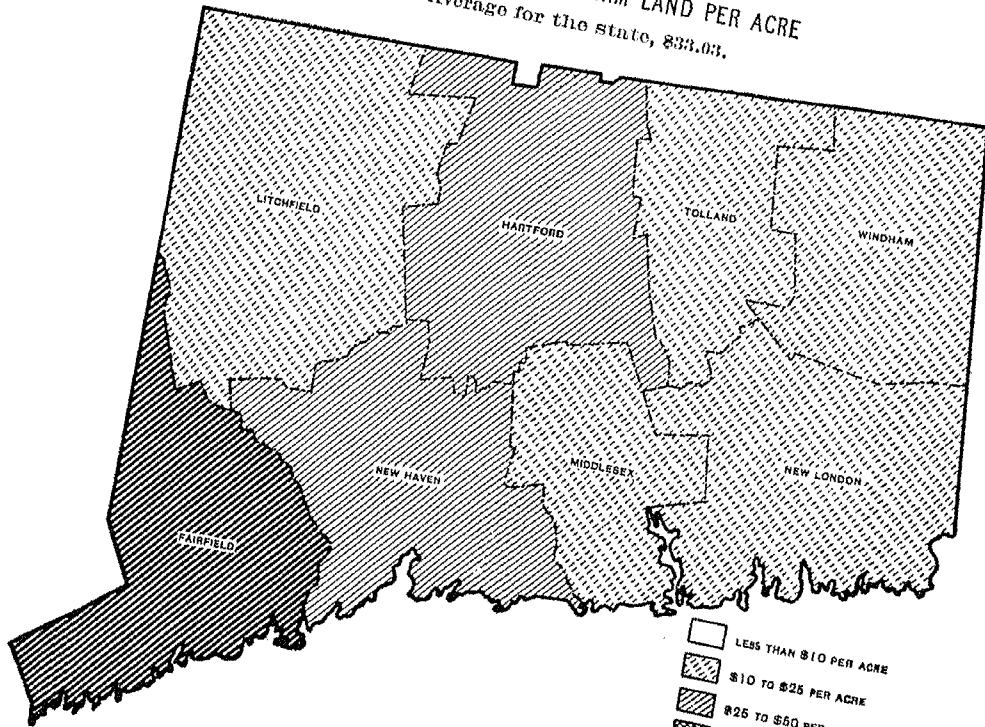 LAND PER ACRE
Average for the state, $33.03.
LITCHFIELD
HARTFORD
TOLLAND
WINDHAM
NEW HAVEN
MIDDLESEX
NEW LONDON
FAIRFIELD
LESS THAN $10 PER ACRE
$10 TO $25 PER ACRE
$25 TO $50 PER